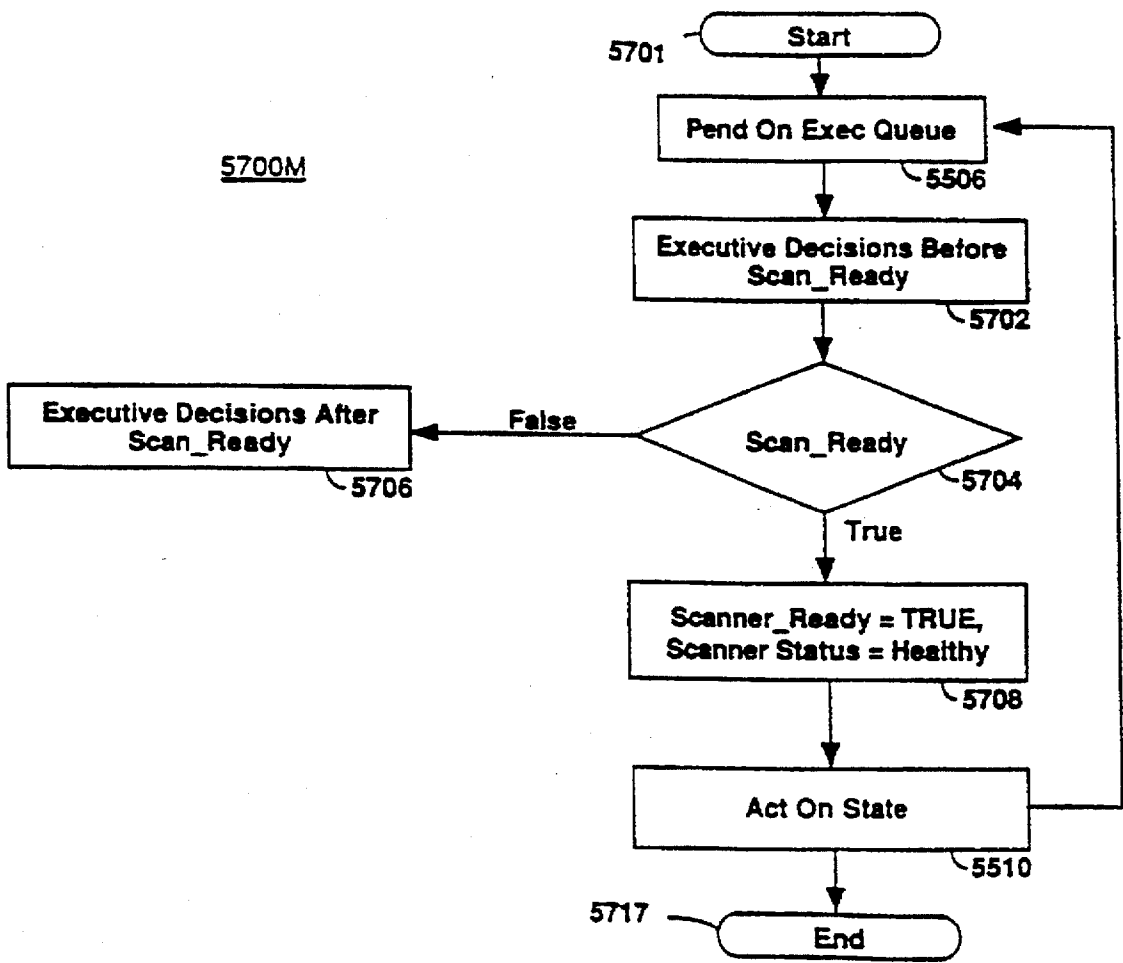 Start
5701
Pend On Exec Queue
5506
5700M
Executive Decisions Before
Scan_Ready
5702
Executive Decisions After
Scan_Ready
5706
False
Scan_Ready
5704
True
Scanner_Ready = TRUE,
Scanner Status = Healthy
5708
Act On State
5510
5717
End